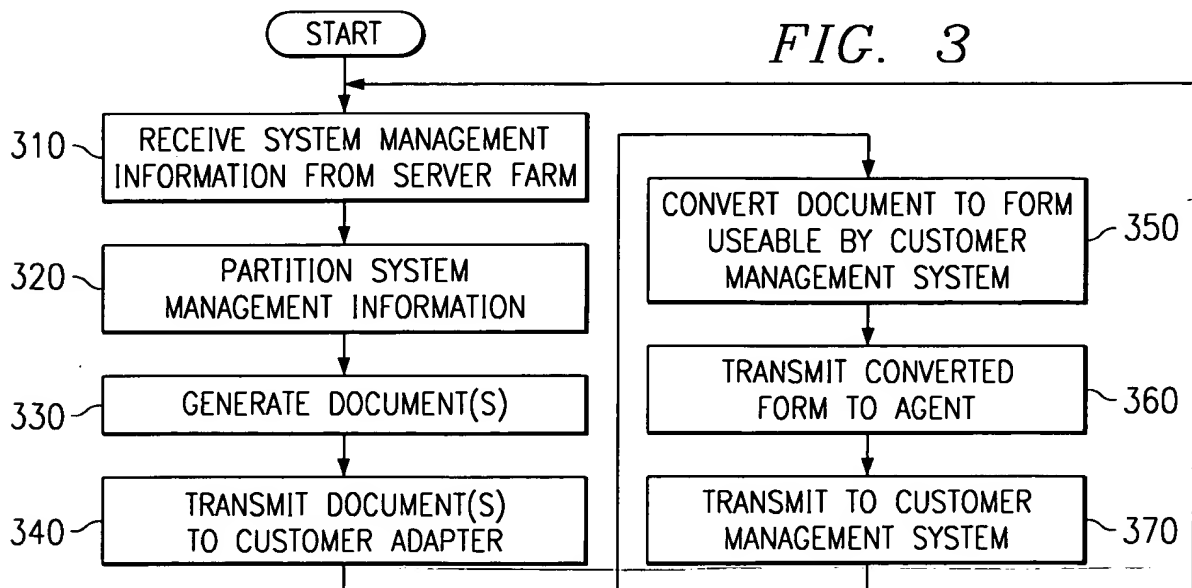 START
FIG. 3
310
RECEIVE SYSTEM MANAGEMENT
INFORMATION FROM SERVER FARM
320
PARTITION SYSTEM
MANAGEMENT INFORMATION
330
GENERATE DOCUMENT(S)
340
TRANSMIT DOCUMENT(S)
TO CUSTOMER ADAPTER
CONVERT DOCUMENT TO FORM
USEABLE BY CUSTOMER
MANAGEMENT SYSTEM
350
TRANSMIT CONVERTED
FORM TO AGENT
360
TRANSMIT TO CUSTOMER
MANAGEMENT SYSTEM
370